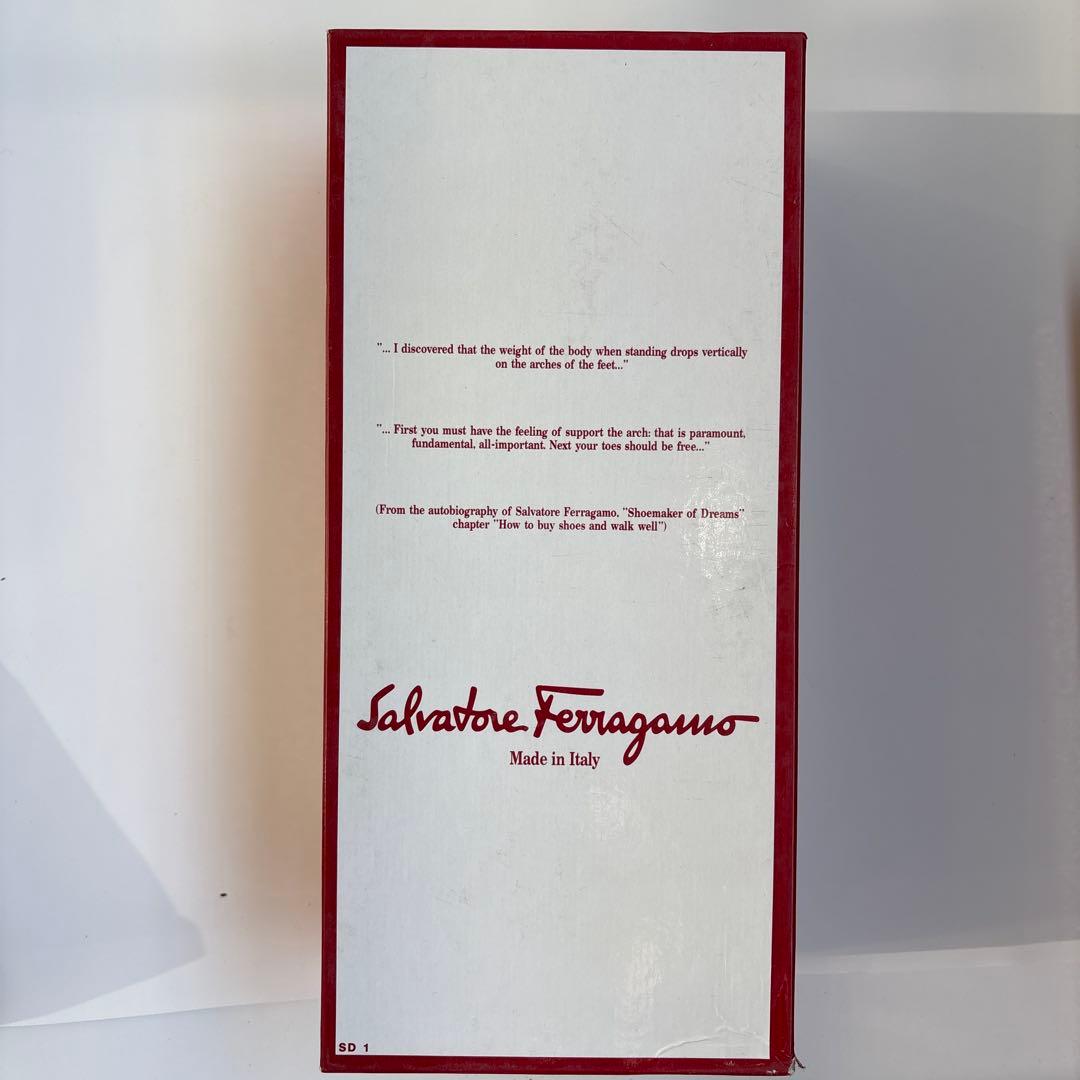 "... I discovered that the weight of the body when standing drops vertically
on the arches of the feet..."
"... First you must have the feeling of support the arch: that is paramount,
fundamental, all-important. Next your toes should be free..."
(From the autobiography of Salvatore Ferragamo, "Shoemaker of Dreams"
chapter "How to buy shoes and walk well")
Salvatore Ferragamo
Made in Italy
SD 1